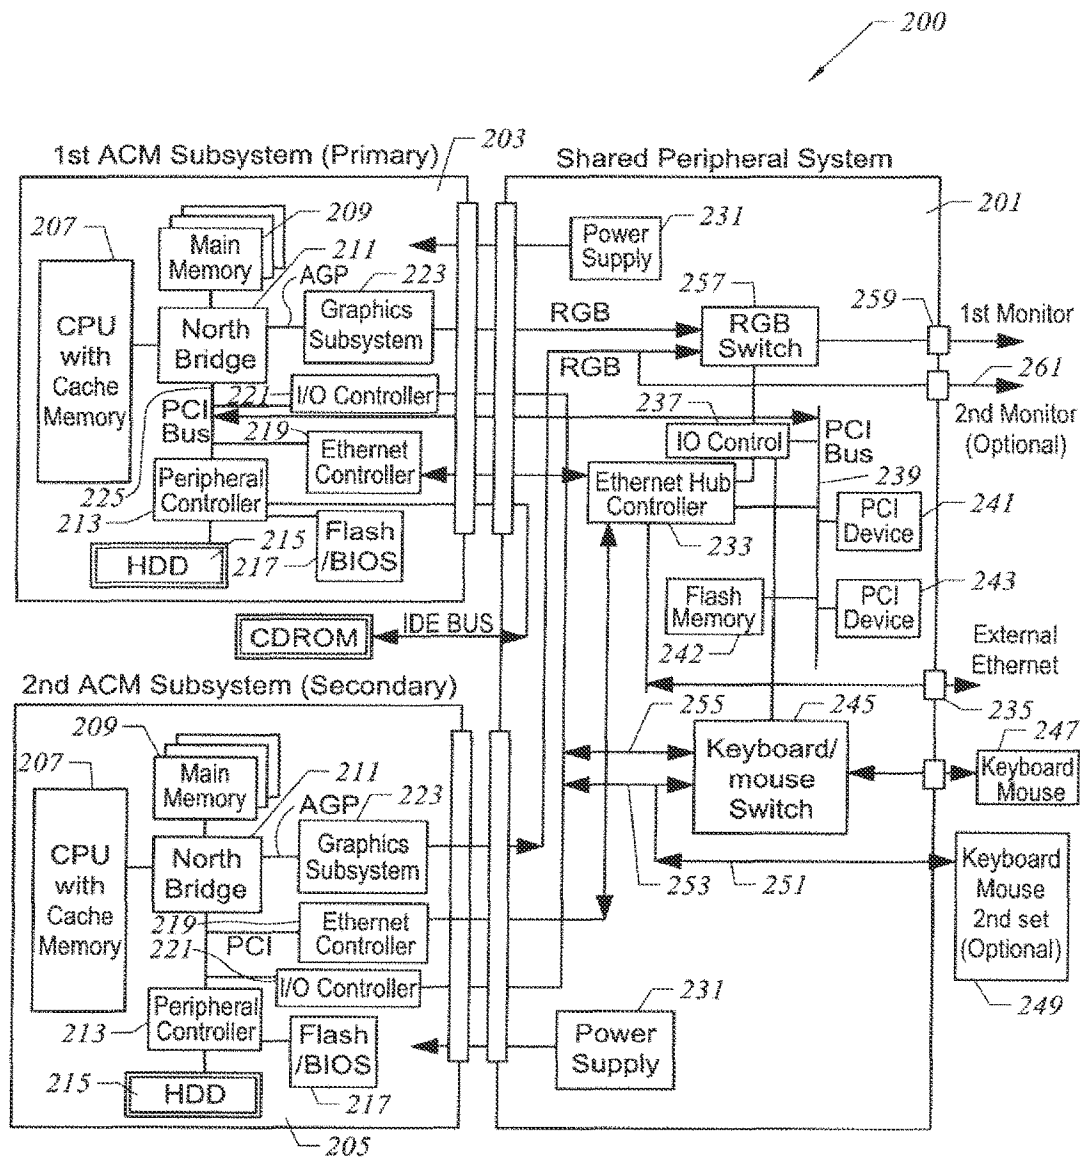 200
1st ACM Subsystem (Primary)
203
Shared Peripheral System
201
207
209
Main
Memory
211
CPU
with
Cache
Memory
North
Bridge
AGP
223
Graphics
Subsystem
221
I/O Controller
PCI
Bus
219
Ethernet
Controller
225
213
Peripheral
Controller
215
HDD
217
Flash
/BIOS
CDROM
IDE BUS
Power
Supply
231
RGB
RGB
257
RGB
Switch
259
1st Monitor
261
2nd Monitor
(Optional)
237
IO Control
PCI
Bus
239
Ethernet Hub
Controller
233
PCI
Device
241
Flash
Memory
242
PCI
Device
243
External
Ethernet
235
2nd ACM Subsystem (Secondary)
207
209
Main
Memory
211
CPU
with
Cache
Memory
North
Bridge
AGP
223
Graphics
Subsystem
219
Ethernet
Controller
PCI
221
I/O Controller
213
Peripheral
Controller
215
HDD
Flash
/BIOS
217
205
255
245
Keyboard/
mouse
Switch
253
251
247
Keyboard
Mouse
Keyboard
Mouse
2nd set
(Optional)
249
231
Power
Supply